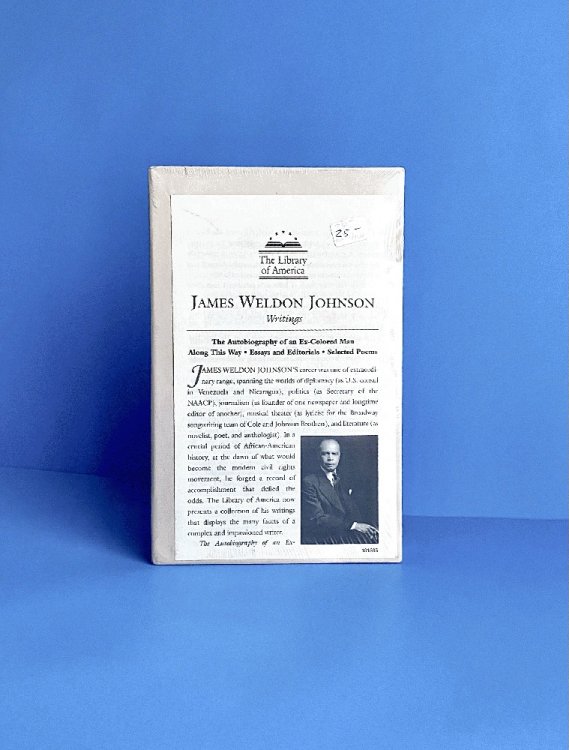 25-
The Library
of America
JAMES WELDON JOHNSON
Writings
The Autobiography of an Ex-Colored Man
Along This Way • Essays and Editorials • Selected Poems
JAMES WELDON JOHNSON'S career was one of extraordi-
nary range, spanning the worlds of diplomacy (as U.S. consul
in Venezuela and Nicaragua), politics (as Secretary of the
NAACP), journalism (as founder of one newspaper and longtime
editor of another), musical theater (as lyricist for the Broadway
songwriting team of Cole and Johnson Brothers), and literature (as
novelist, poet, and anthologist). In a
crucial period of African-American
history, at the dawn of what would
become the modern civil rights
movement, he forged a record of
accomplishment that defied the
odds. The Library of America now
presents a collection of his writings
that displays the many facets of a
complex and impassioned writer.
The Autobiography of an Ex-